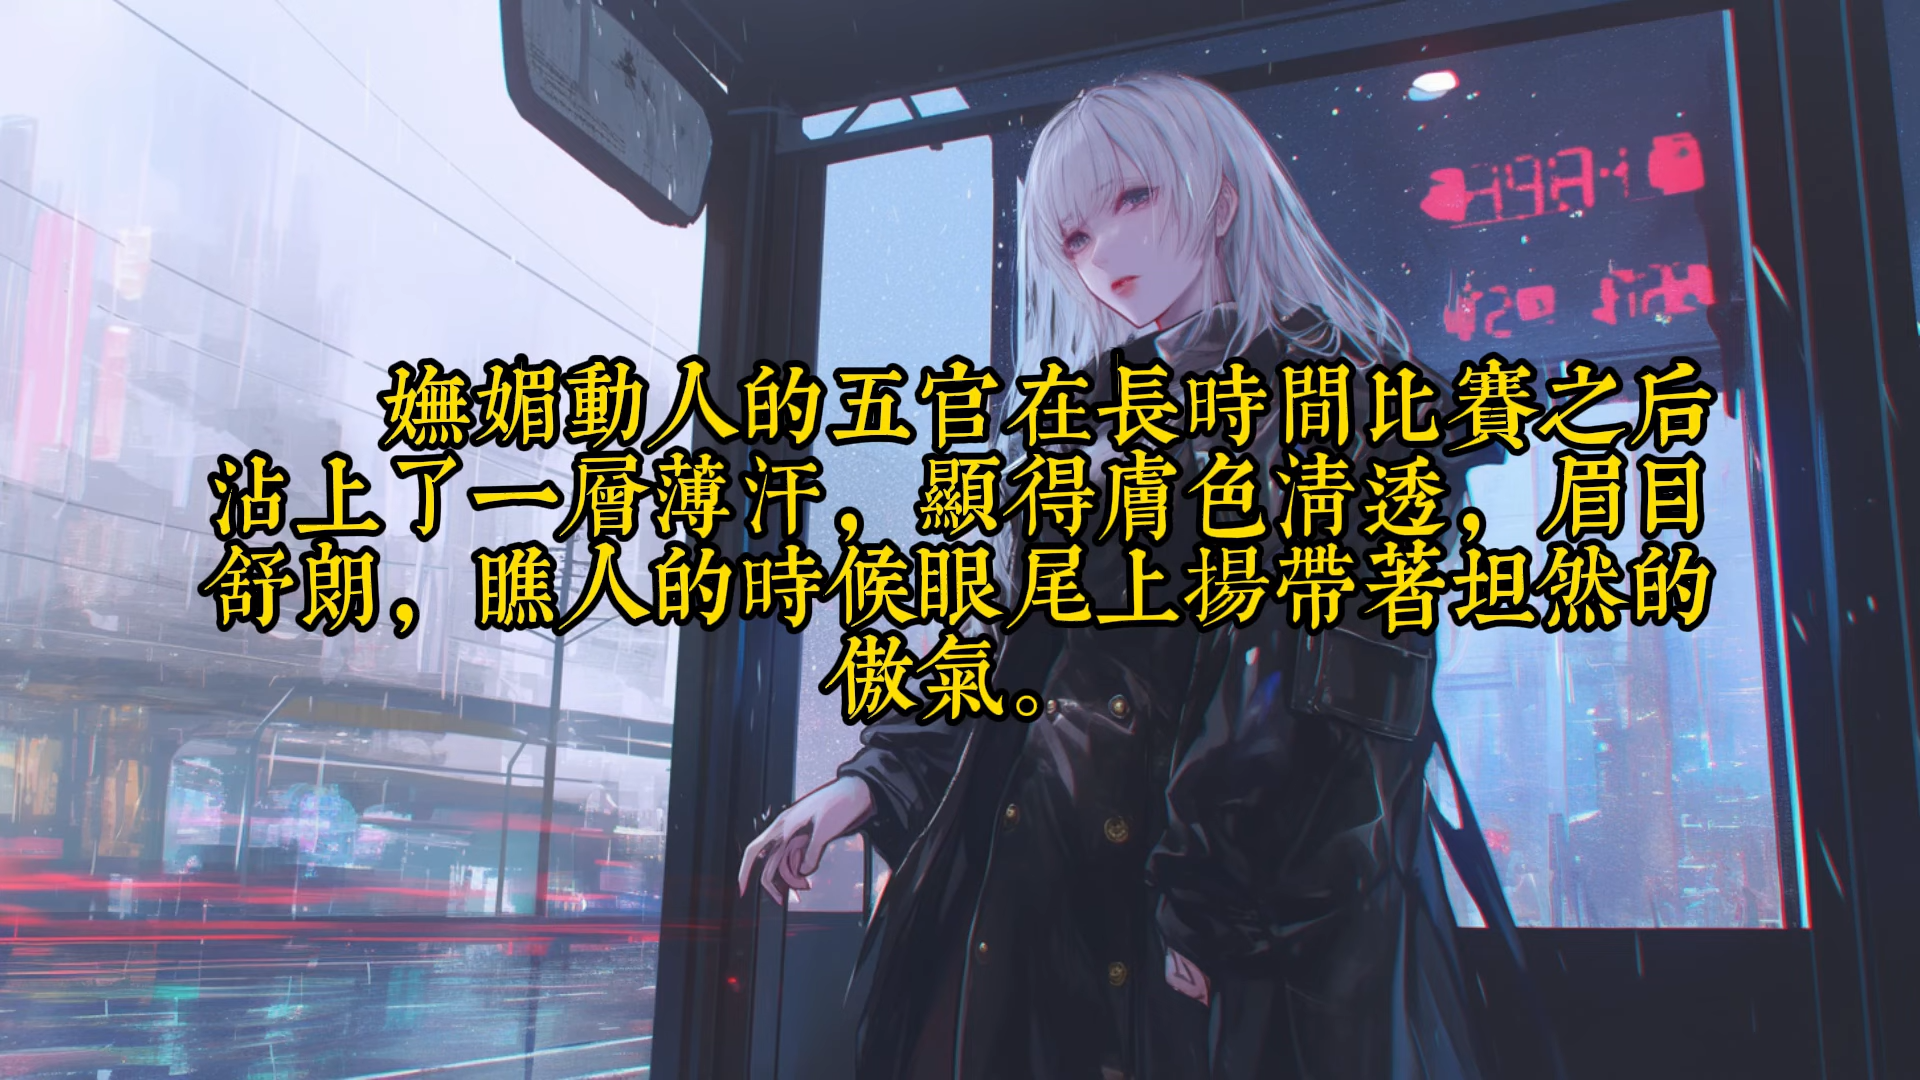 嫵媚動人的五官在長時間比賽之后
沾上了一層薄汗，顯得膚色清透，眉目
舒朗，瞧人的時候眼尾上揚帶著坦然的
傲氣。